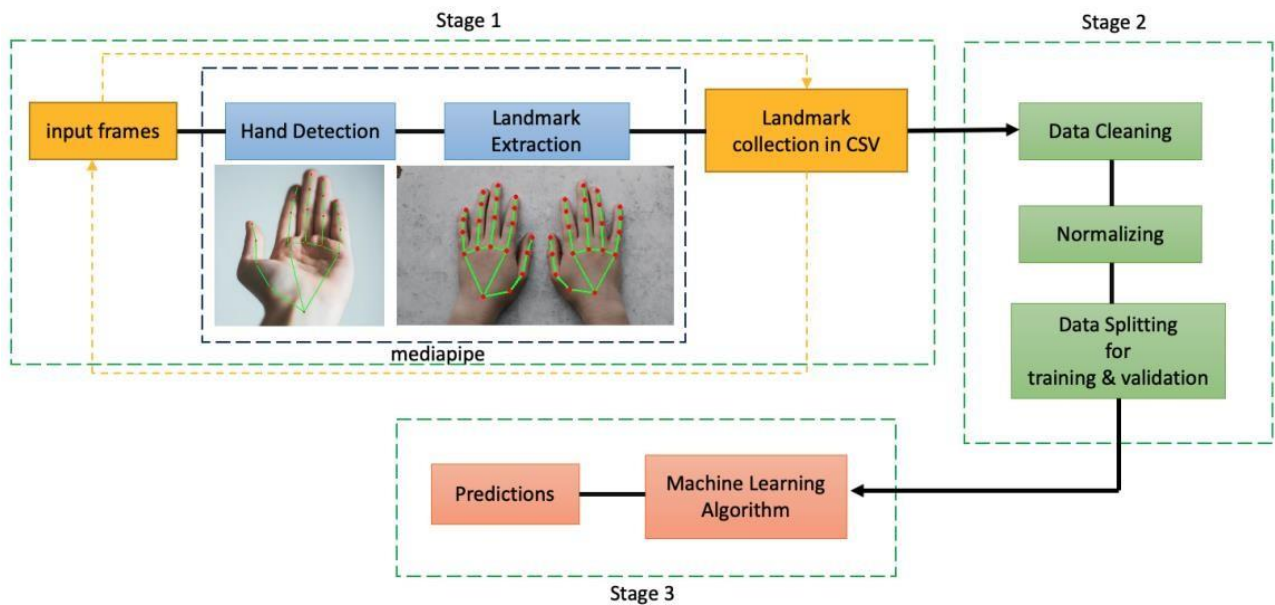 Stage 1
Stage 2
input frames
Hand Detection
Landmark
Extraction
Landmark
collection in CSV
Data Cleaning
Normalizing
Data Splitting
for
training & validation
mediapipe
Predictions
Machine Learning
Algorithm
Stage 3